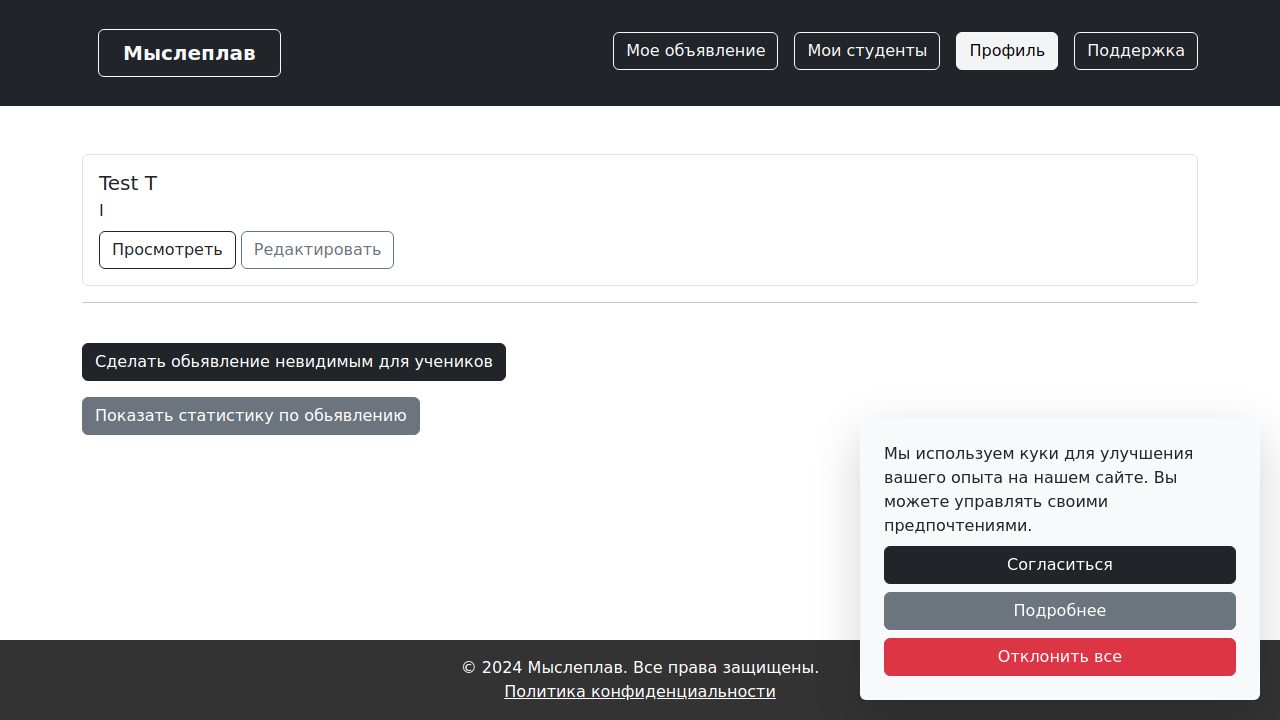 Мыслеплав
Мое объявление
Мои студенты
Профиль
Поддержка
Test T
I
Просмотреть
Редактировать
Сделать обьявление невидимым для учеников
Показать статистику по обьявлению
Мы используем куки для улучшения
вашего опыта на нашем сайте. Вы
можете управлять своими
предпочтениями.
Согласиться
Подробнее
Отклонить все
© 2024 Мыслеплав. Все права защищены.
Политика конфиденциальности